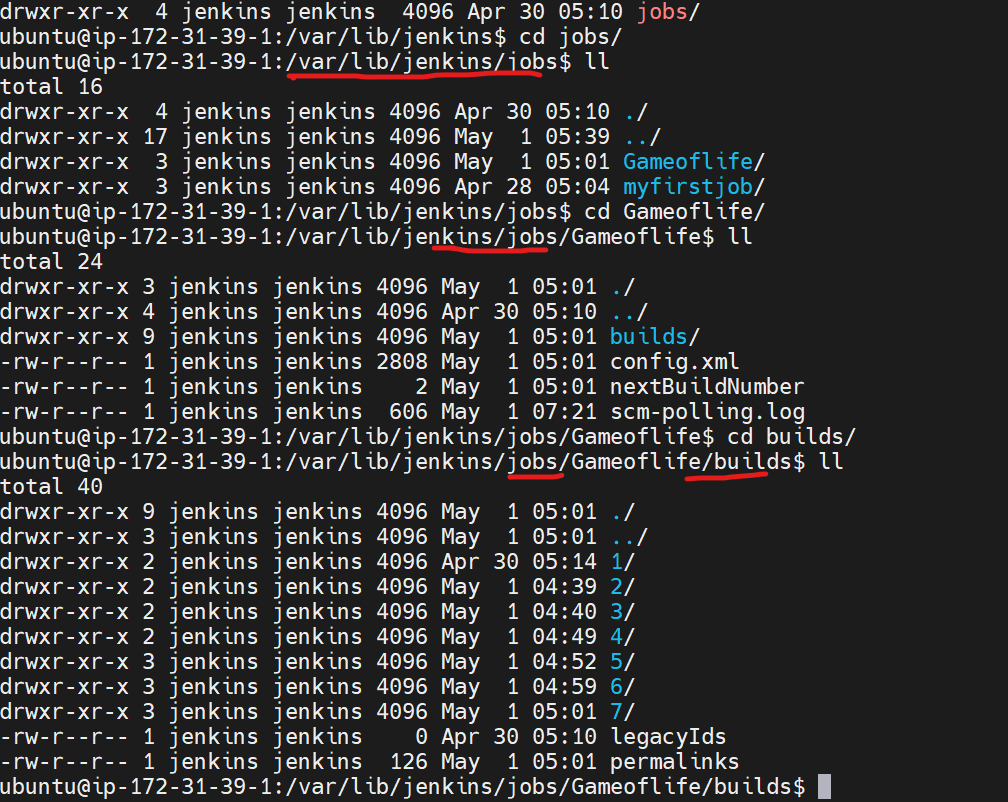 drwxr-xr-x  4 jenkins jenkins  4096 Apr 30 05:10 jobs/
ubuntu@ip-172-31-39-1:/var/lib/jenkins$ cd jobs/
ubuntu@ip-172-31-39-1:/var/lib/jenkins/jobs$ ll
total 16
drwxr-xr-x  4 jenkins jenkins 4096 Apr 30 05:10 ./
drwxr-xr-x 17 jenkins jenkins 4096 May  1 05:39 ../
drwxr-xr-x  3 jenkins jenkins 4096 May  1 05:01 Gameoflife/
drwxr-xr-x  3 jenkins jenkins 4096 Apr 28 05:04 myfirstjob/
ubuntu@ip-172-31-39-1:/var/lib/jenkins/jobs$ cd Gameoflife/
ubuntu@ip-172-31-39-1:/var/lib/jenkins/jobs/Gameoflife$ ll
total 24
drwxr-xr-x 3 jenkins jenkins 4096 May  1 05:01 ./
drwxr-xr-x 4 jenkins jenkins 4096 Apr 30 05:10 ../
drwxr-xr-x 9 jenkins jenkins 4096 May  1 05:01 builds/
-rw-r--r-- 1 jenkins jenkins 2808 May  1 05:01 config.xml
-rw-r--r-- 1 jenkins jenkins    2 May  1 05:01 nextBuildNumber
-rw-r--r-- 1 jenkins jenkins  606 May  1 07:21 scm-polling.log
ubuntu@ip-172-31-39-1:/var/lib/jenkins/jobs/Gameoflife$ cd builds/
ubuntu@ip-172-31-39-1:/var/lib/jenkins/jobs/Gameoflife/builds$ ll
total 40
drwxr-xr-x 9 jenkins jenkins 4096 May  1 05:01 ./
drwxr-xr-x 3 jenkins jenkins 4096 May  1 05:01 ../
drwxr-xr-x 2 jenkins jenkins 4096 Apr 30 05:14 1/
drwxr-xr-x 2 jenkins jenkins 4096 May  1 04:39 2/
drwxr-xr-x 2 jenkins jenkins 4096 May  1 04:40 3/
drwxr-xr-x 2 jenkins jenkins 4096 May  1 04:49 4/
drwxr-xr-x 3 jenkins jenkins 4096 May  1 04:52 5/
drwxr-xr-x 3 jenkins jenkins 4096 May  1 04:59 6/
drwxr-xr-x 3 jenkins jenkins 4096 May  1 05:01 7/
-rw-r--r-- 1 jenkins jenkins    0 Apr 30 05:10 legacyIds
-rw-r--r-- 1 jenkins jenkins  126 May  1 05:01 permalinks
ubuntu@ip-172-31-39-1:/var/lib/jenkins/jobs/Gameoflife/builds$